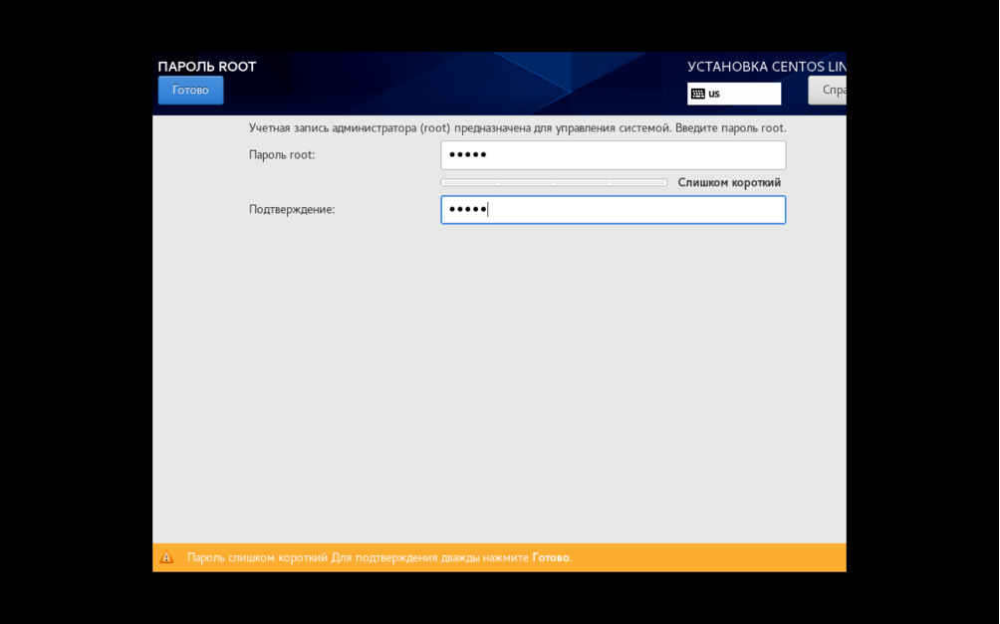 ПАРОЛЬ ROOT
УСТАНОВКА CENTOS LIN
Готово
us
Спра
Учетная запись администратора (root) предназначена для управления системой. Введите пароль root.
Пароль root:
•••••
Слишком короткий
Подтверждение:
•••••
Пароль слишком короткий Для подтверждения дважды нажмите Готово.